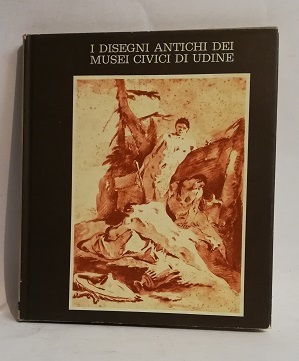 I DISEGNI ANTICHI DEI
MUSEI CIVICI DI UDINE